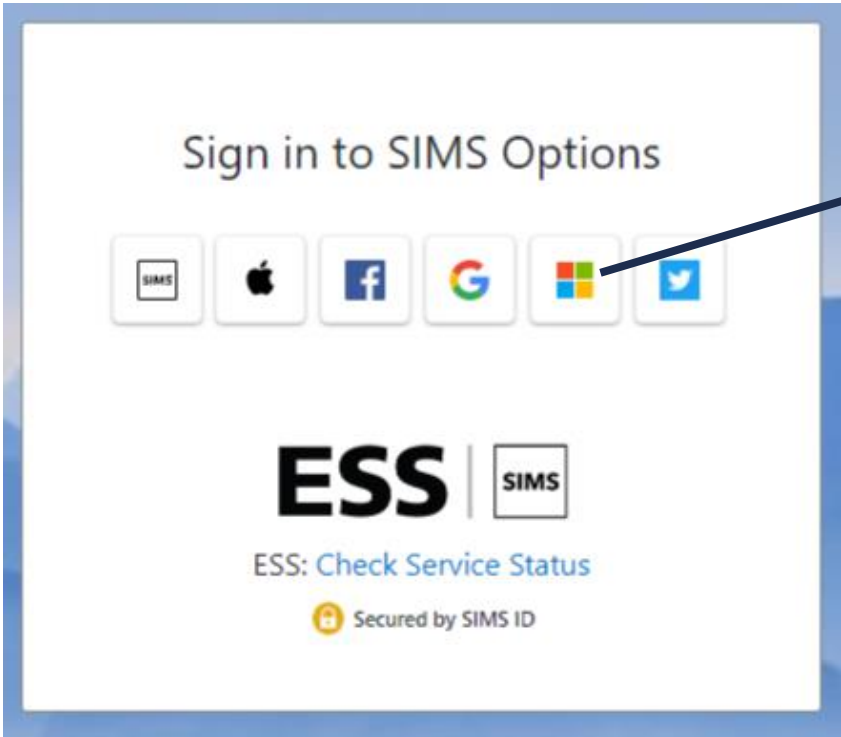 Sign in to SIMS Options
SIMS
ESS SIMS
ESS: Check Service Status
Secured by SIMS ID